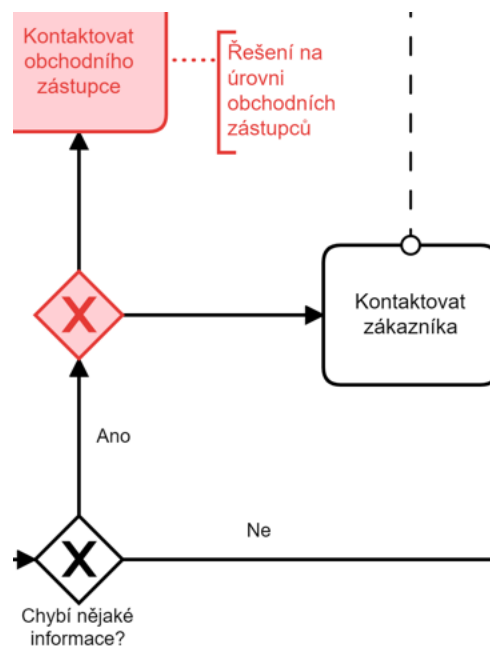 Kontaktovat
obchodního
zástupce
Řešení na
úrovni
obchodních
zástupců
Kontaktovat
zákazníka
Ano
Ne
Chybí nějaké
informace?